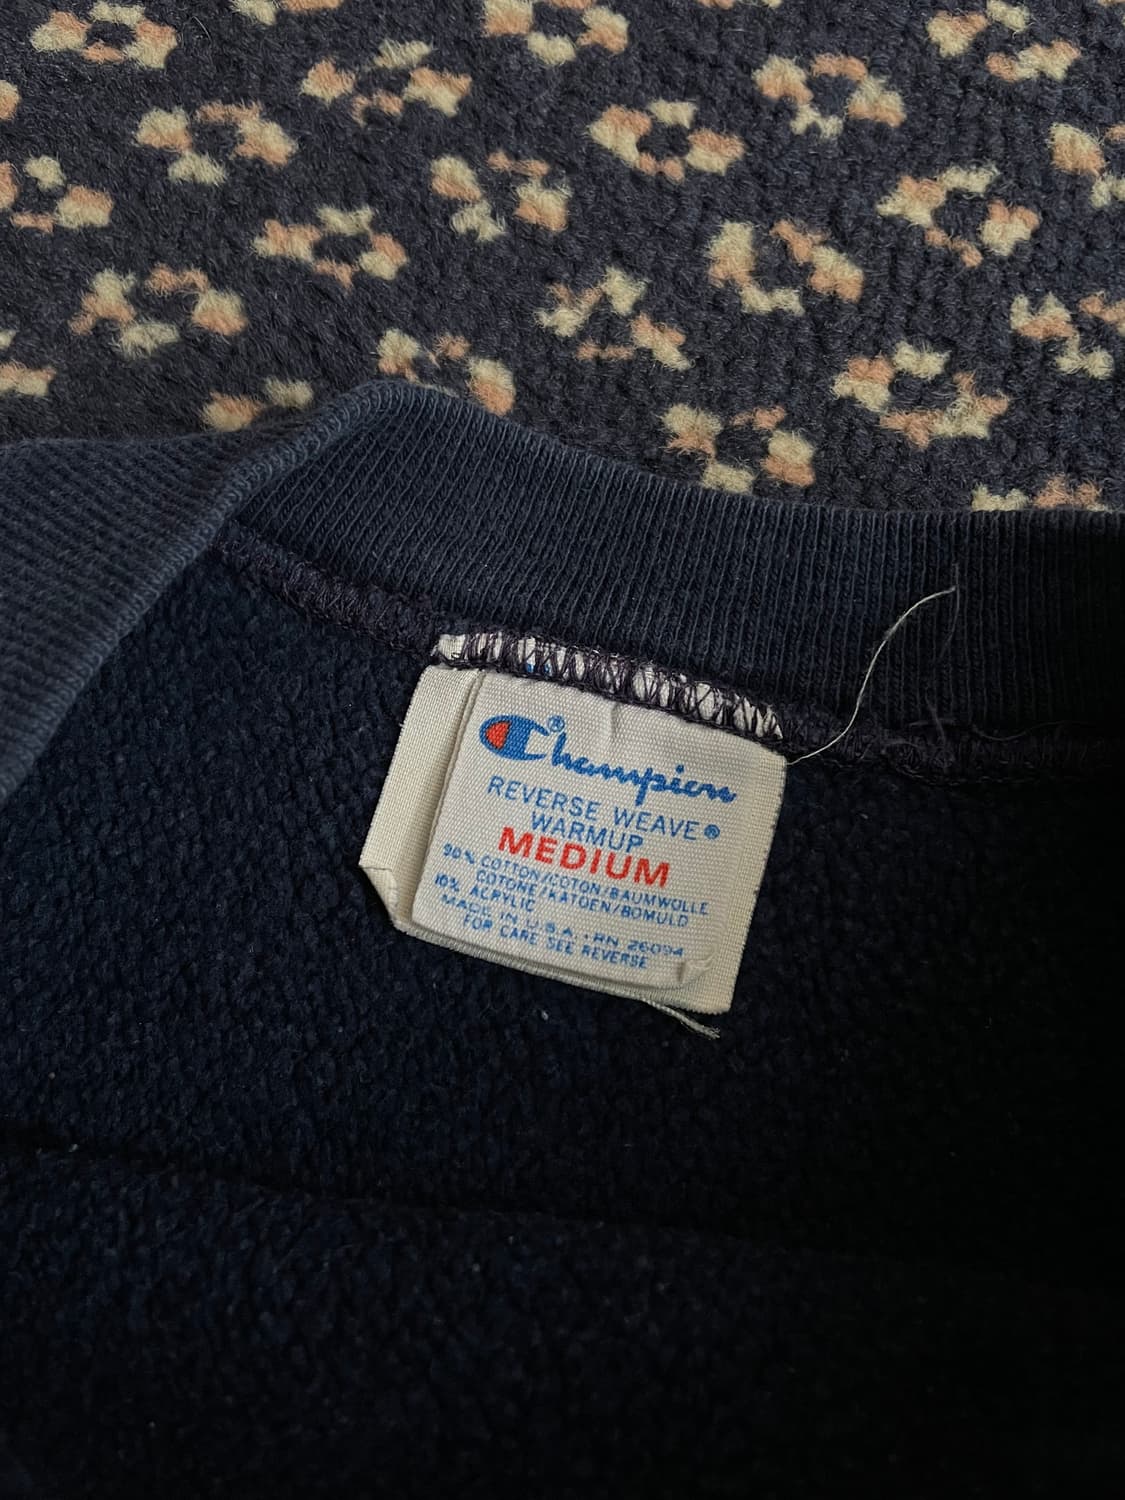 Champion®
REVERSE WEAVE®
WARMUP
MEDIUM
90% COTTON/COTON/BAUMWOLLE
COTONE/KATOEN/BOMULD
10% ACRYLIC
MADE IN U.S.A. · RN 26094
FOR CARE SEE REVERSE